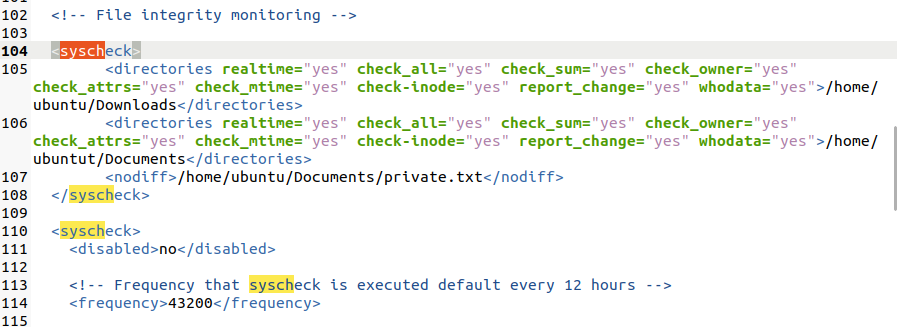 102 <!-- File integrity monitoring -->
103
104 <syscheck>
105 <directories realtime="yes" check_all="yes" check_sum="yes" check_owner="yes"
check_attrs="yes" check_mtime="yes" check-inode="yes" report_change="yes" whodata="yes">/home/
ubuntu/Downloads</directories>
106 <directories realtime="yes" check_all="yes" check_sum="yes" check_owner="yes"
check_attrs="yes" check_mtime="yes" check-inode="yes" report_change="yes" whodata="yes">/home/
ubuntut/Documents</directories>
107 <nodiff>/home/ubuntu/Documents/private.txt</nodiff>
108 </syscheck>
109
110 <syscheck>
111 <disabled>no</disabled>
112
113 <!-- Frequency that syscheck is executed default every 12 hours -->
114 <frequency>43200</frequency>
115